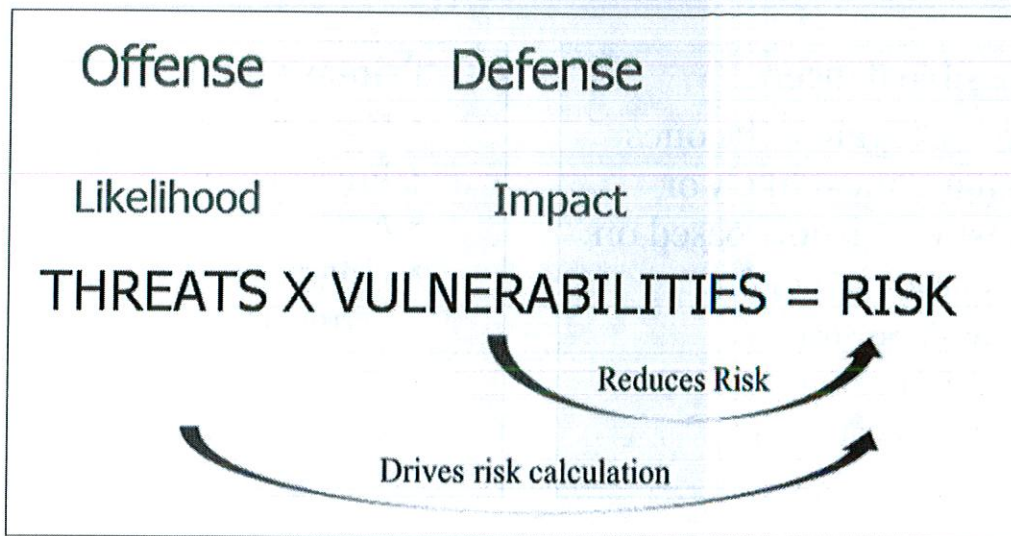 Offense Defense
Likelihood Impact
THREATS X VULNERABILITIES = RISK
Reduces Risk
Drives risk calculation